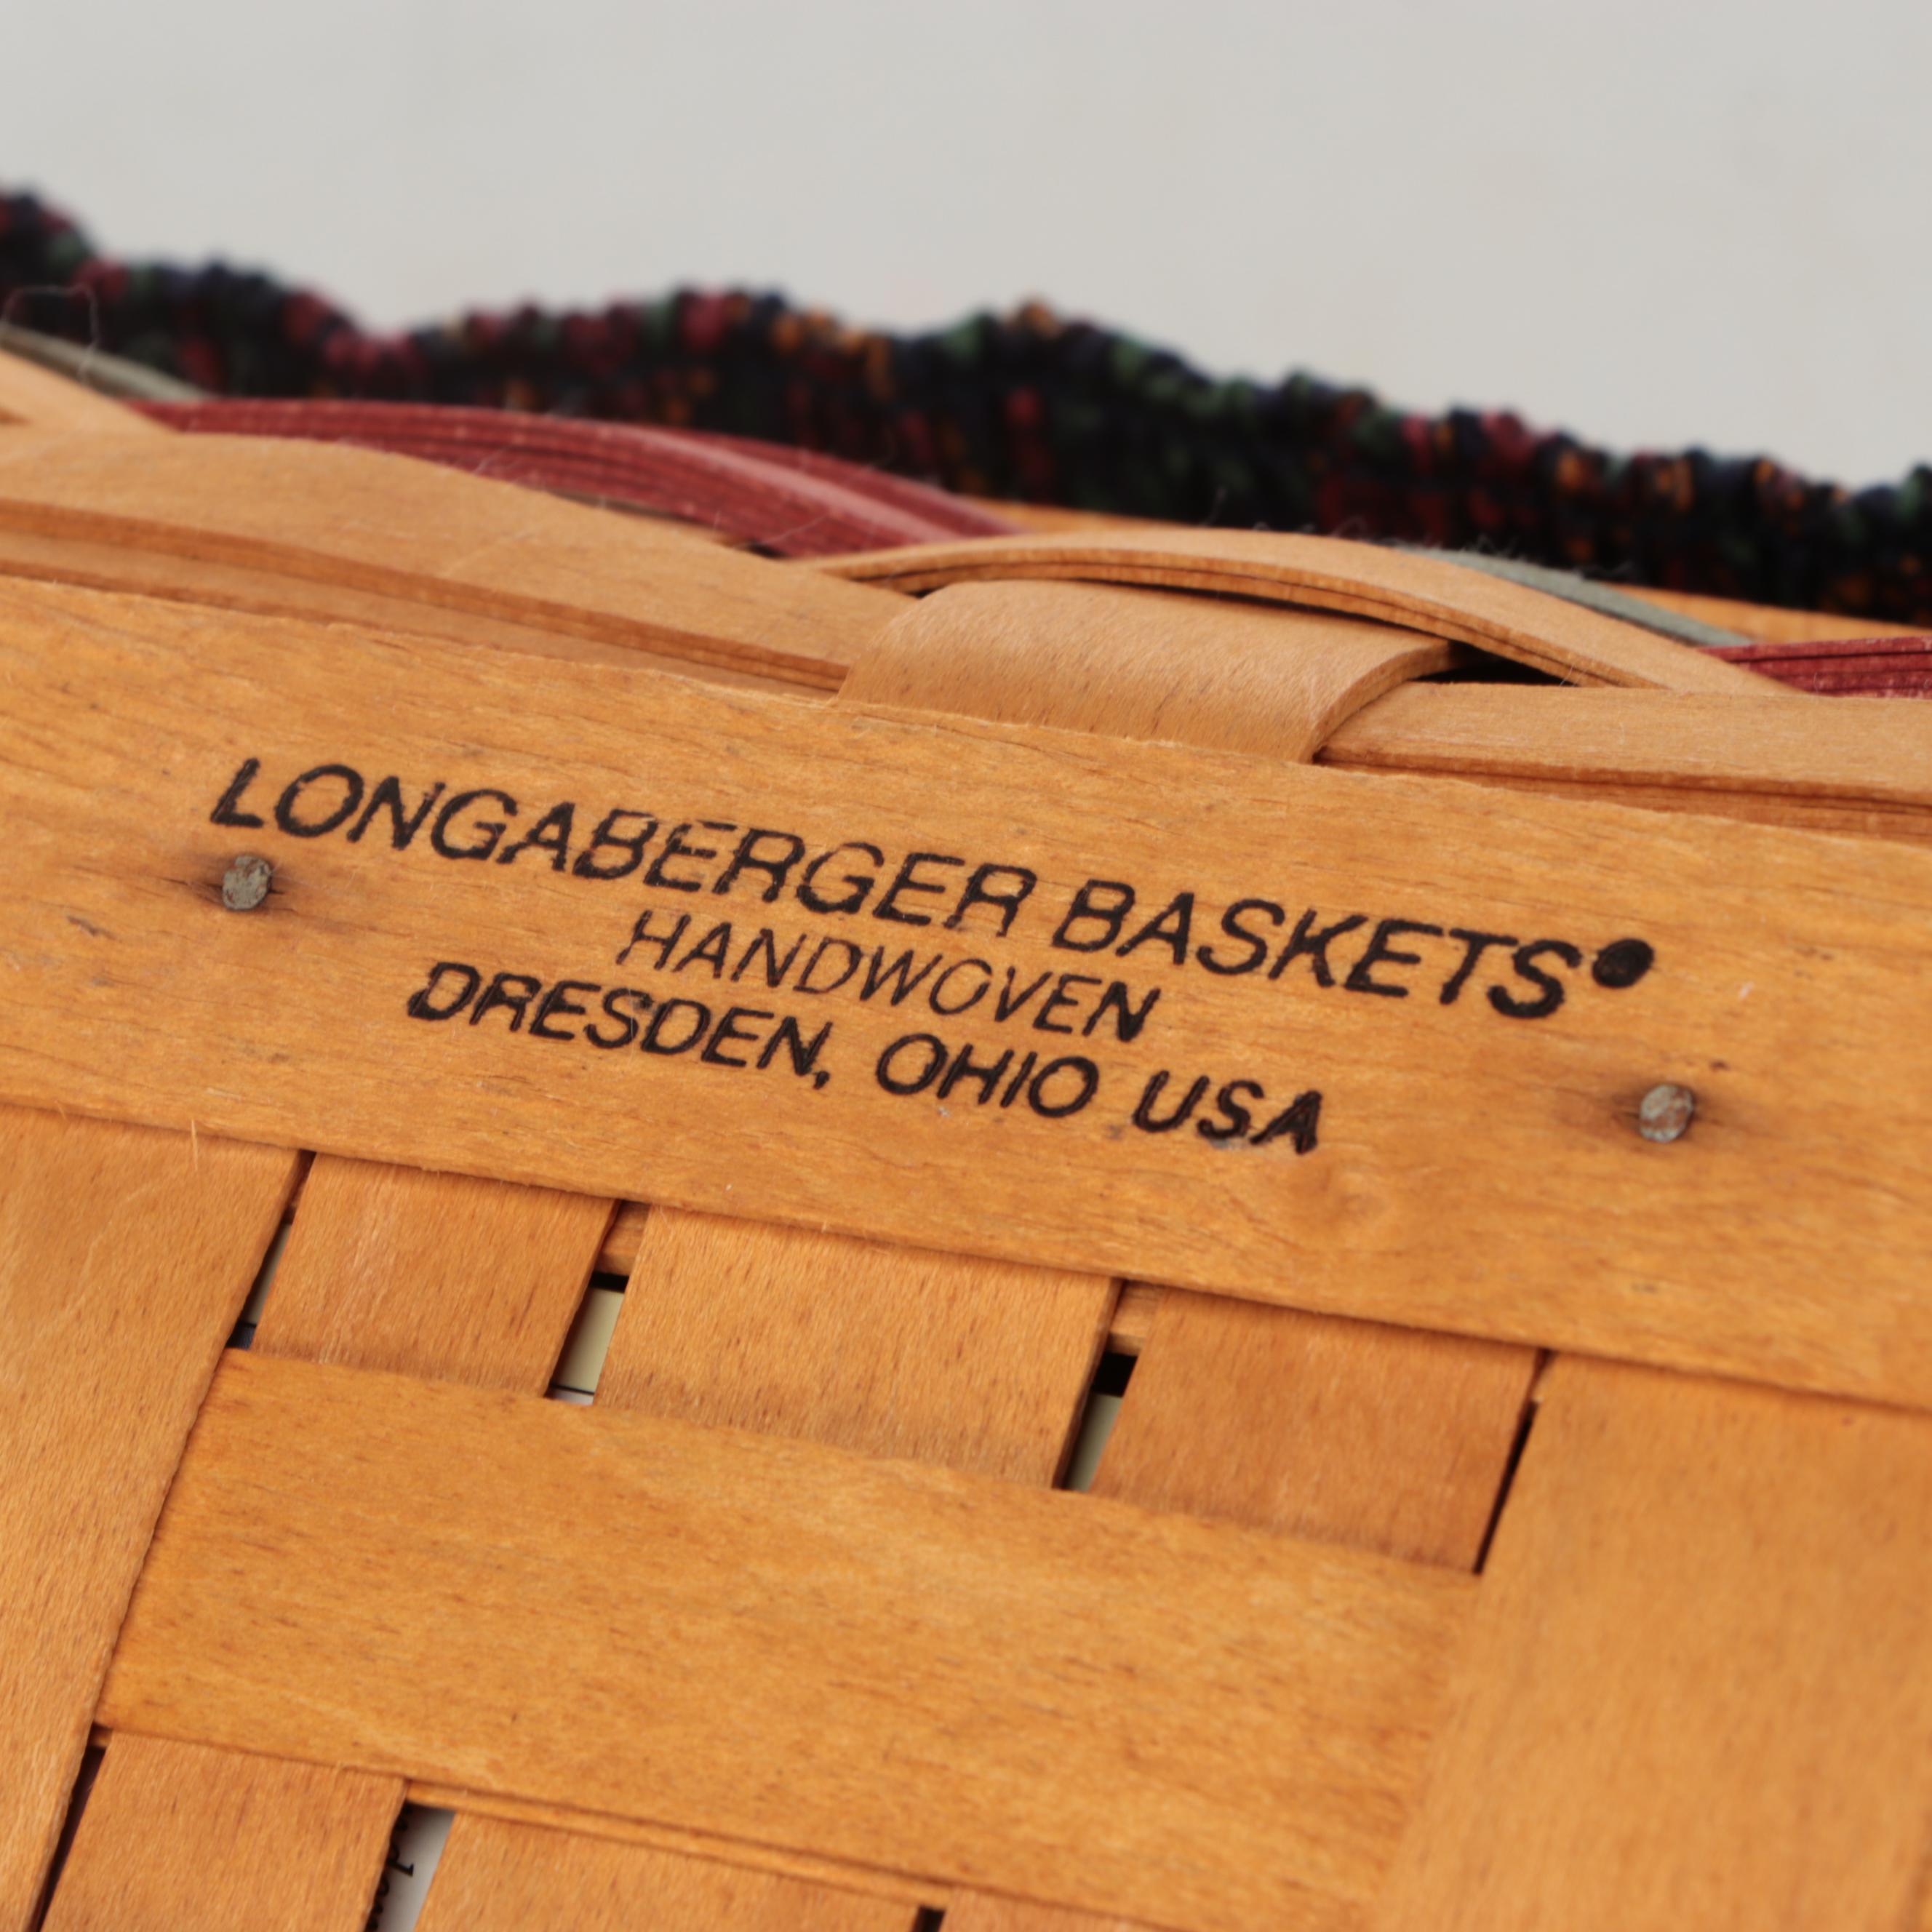 LONGABERGER BASKETS®
HANDWOVEN
DRESDEN, OHIO USA